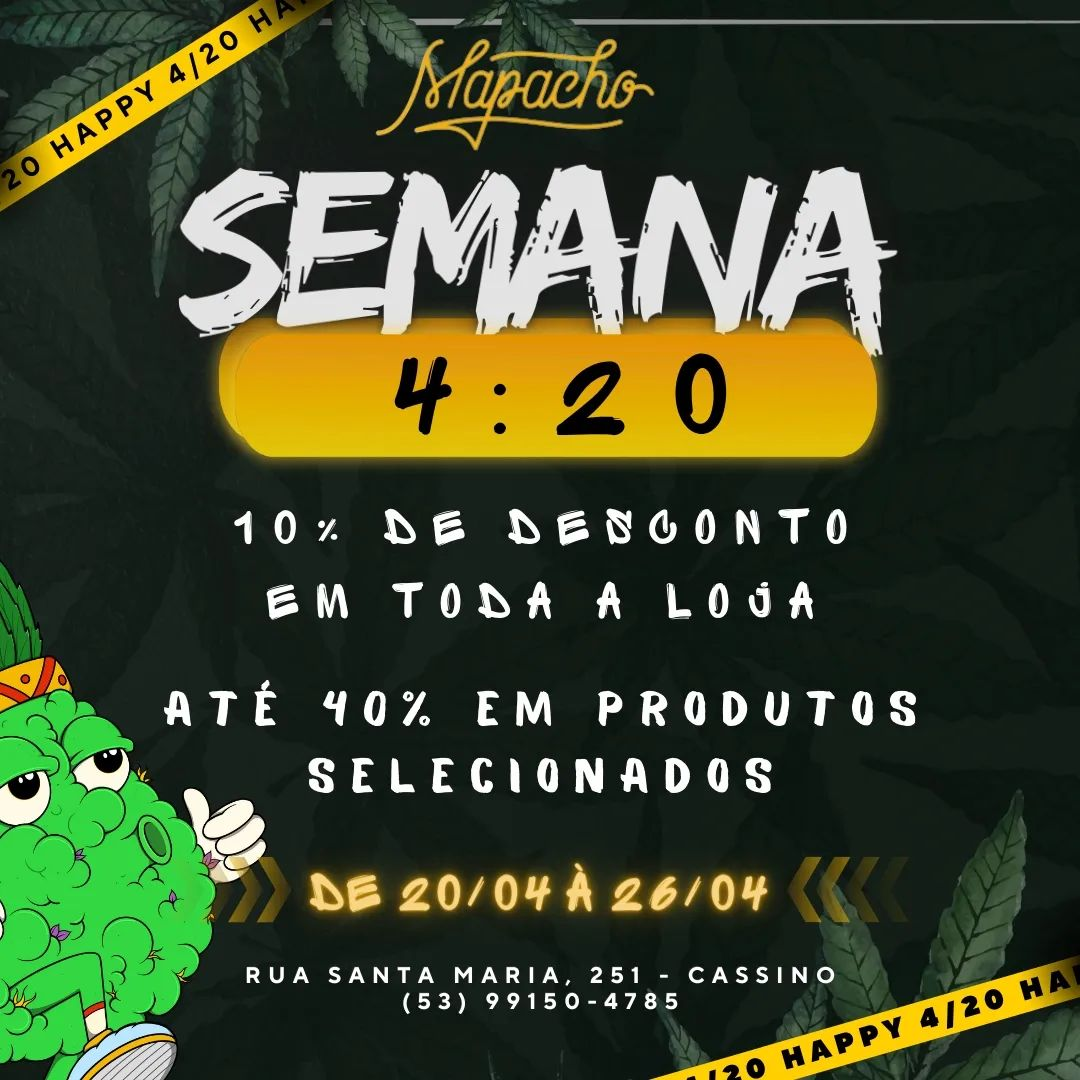 20 HAPPY 4/20 HA
Mapacho
SEMANA
4:20
10% DE DESCONTO
EM TODA A LOJA
ATÉ 40% EM PRODUTOS
SELECIONADOS
DE 20/04 À 26/04
RUA SANTA MARIA, 251 - CASSINO
(53) 99150-4785
4/20 HAPPY 4/20 HA